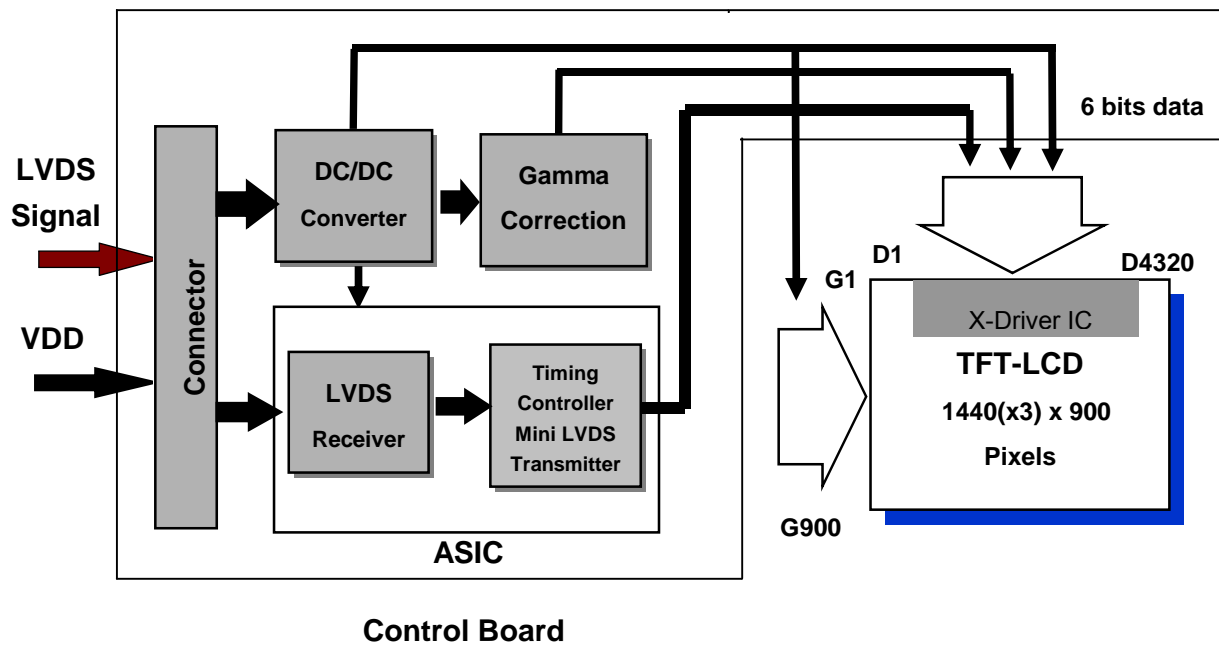 6 bits data
LVDS
Signal
VDD
Connector
DC/DC
Converter
Gamma
Correction
LVDS
Receiver
Timing
Controller
Mini LVDS
Transmitter
ASIC
D1
D4320
G1
G900
X-Driver IC
TFT-LCD
1440(x3) x 900
Pixels
Control Board